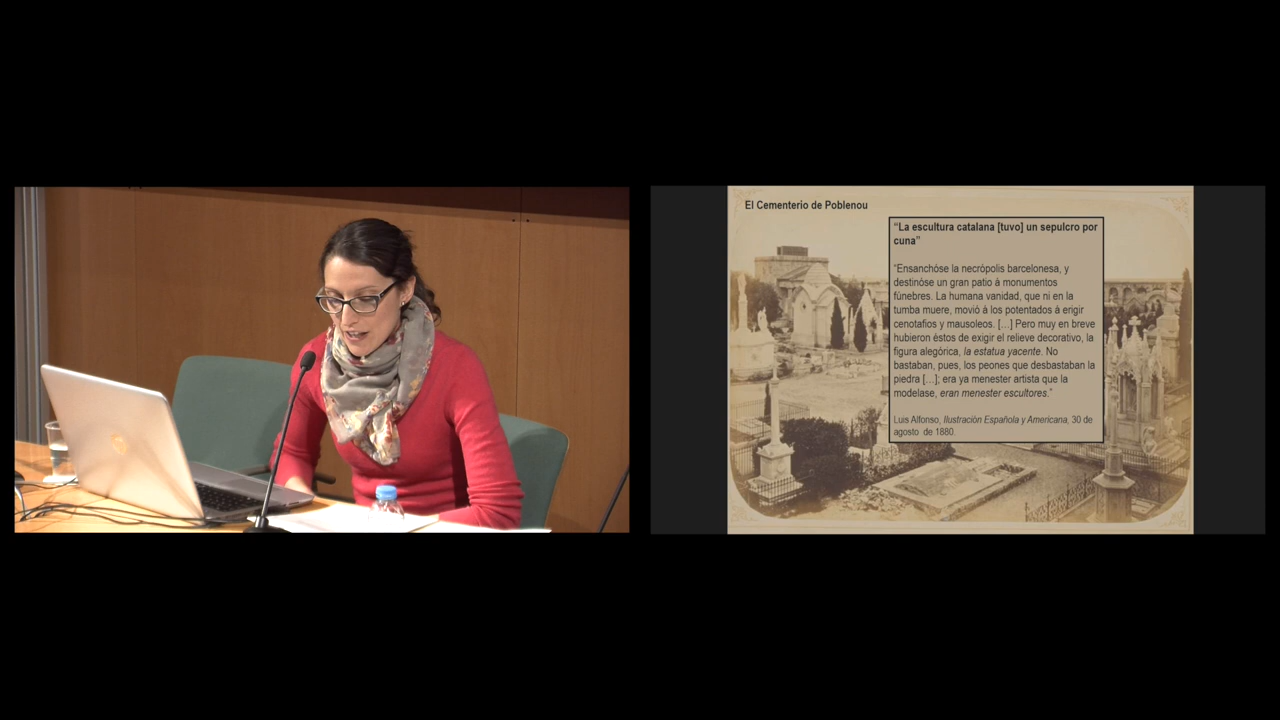 El Cementerio de Poblenou
“La escultura catalana [tuvo] un sepulcro por
cuna”
“Ensanchóse la necrópolis barcelonesa, y
destinóse un gran patio à monumentos
fúnebres. La humana vanidad, que ni en la
tumba muere, movió á los potentados à erigir
cenotafios y mausoleos. […] Pero muy en breve
hubieron éstos de exigir el relieve decorativo, la
figura alegórica, la estatua yacente. No
bastaban, pues, los peones que desbastaban la
piedra […]; era ya menester artista que la
modelase, eran menester escultores.”
Luis Alfonso, Ilustración Española y Americana, 30 de
agosto de 1880.